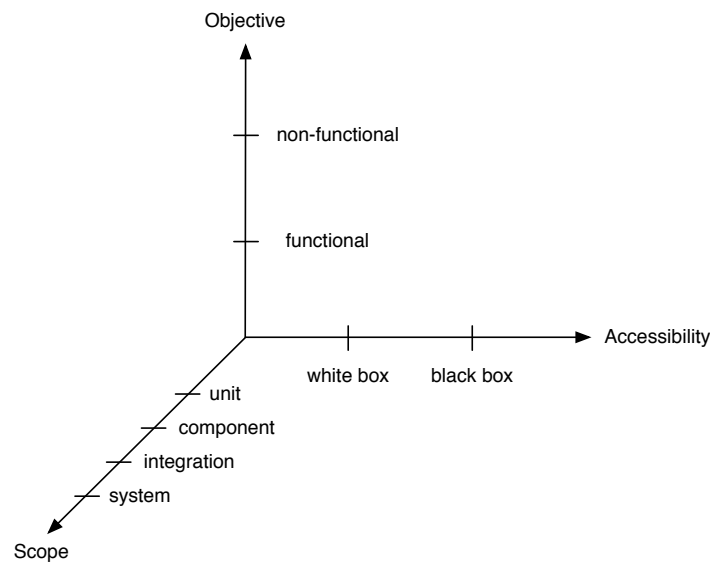 Objective
non-functional
functional
Accessibility
white box
black box
unit
component
integration
system
Scope